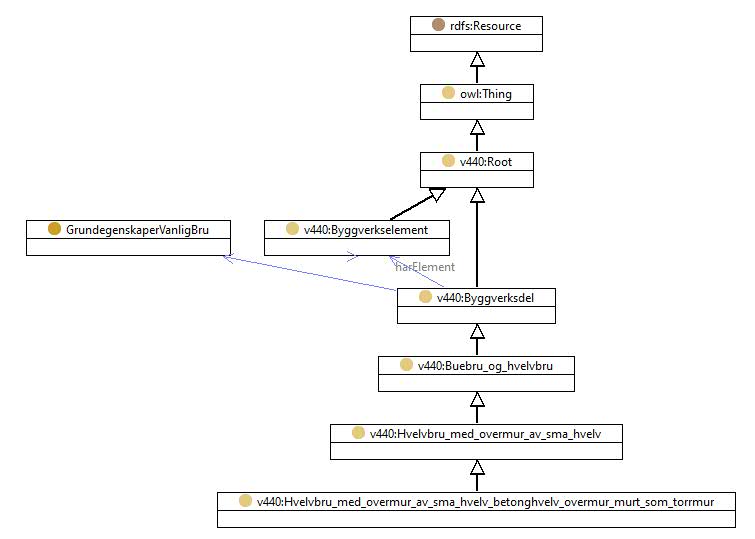 rdfs:Resource
owl:Thing
v440:Root
GrundegenskaperVanligBru
v440:Byggverkselement
harElement
v440:Byggverksdel
v440:Buebru_og_hvelvbru
v440:Hvelvbru_med_overmur_av_sma_hvelv
v440:Hvelvbru_med_overmur_av_sma_hvelv_betonghvelv_overmur_murt_som_torrmur